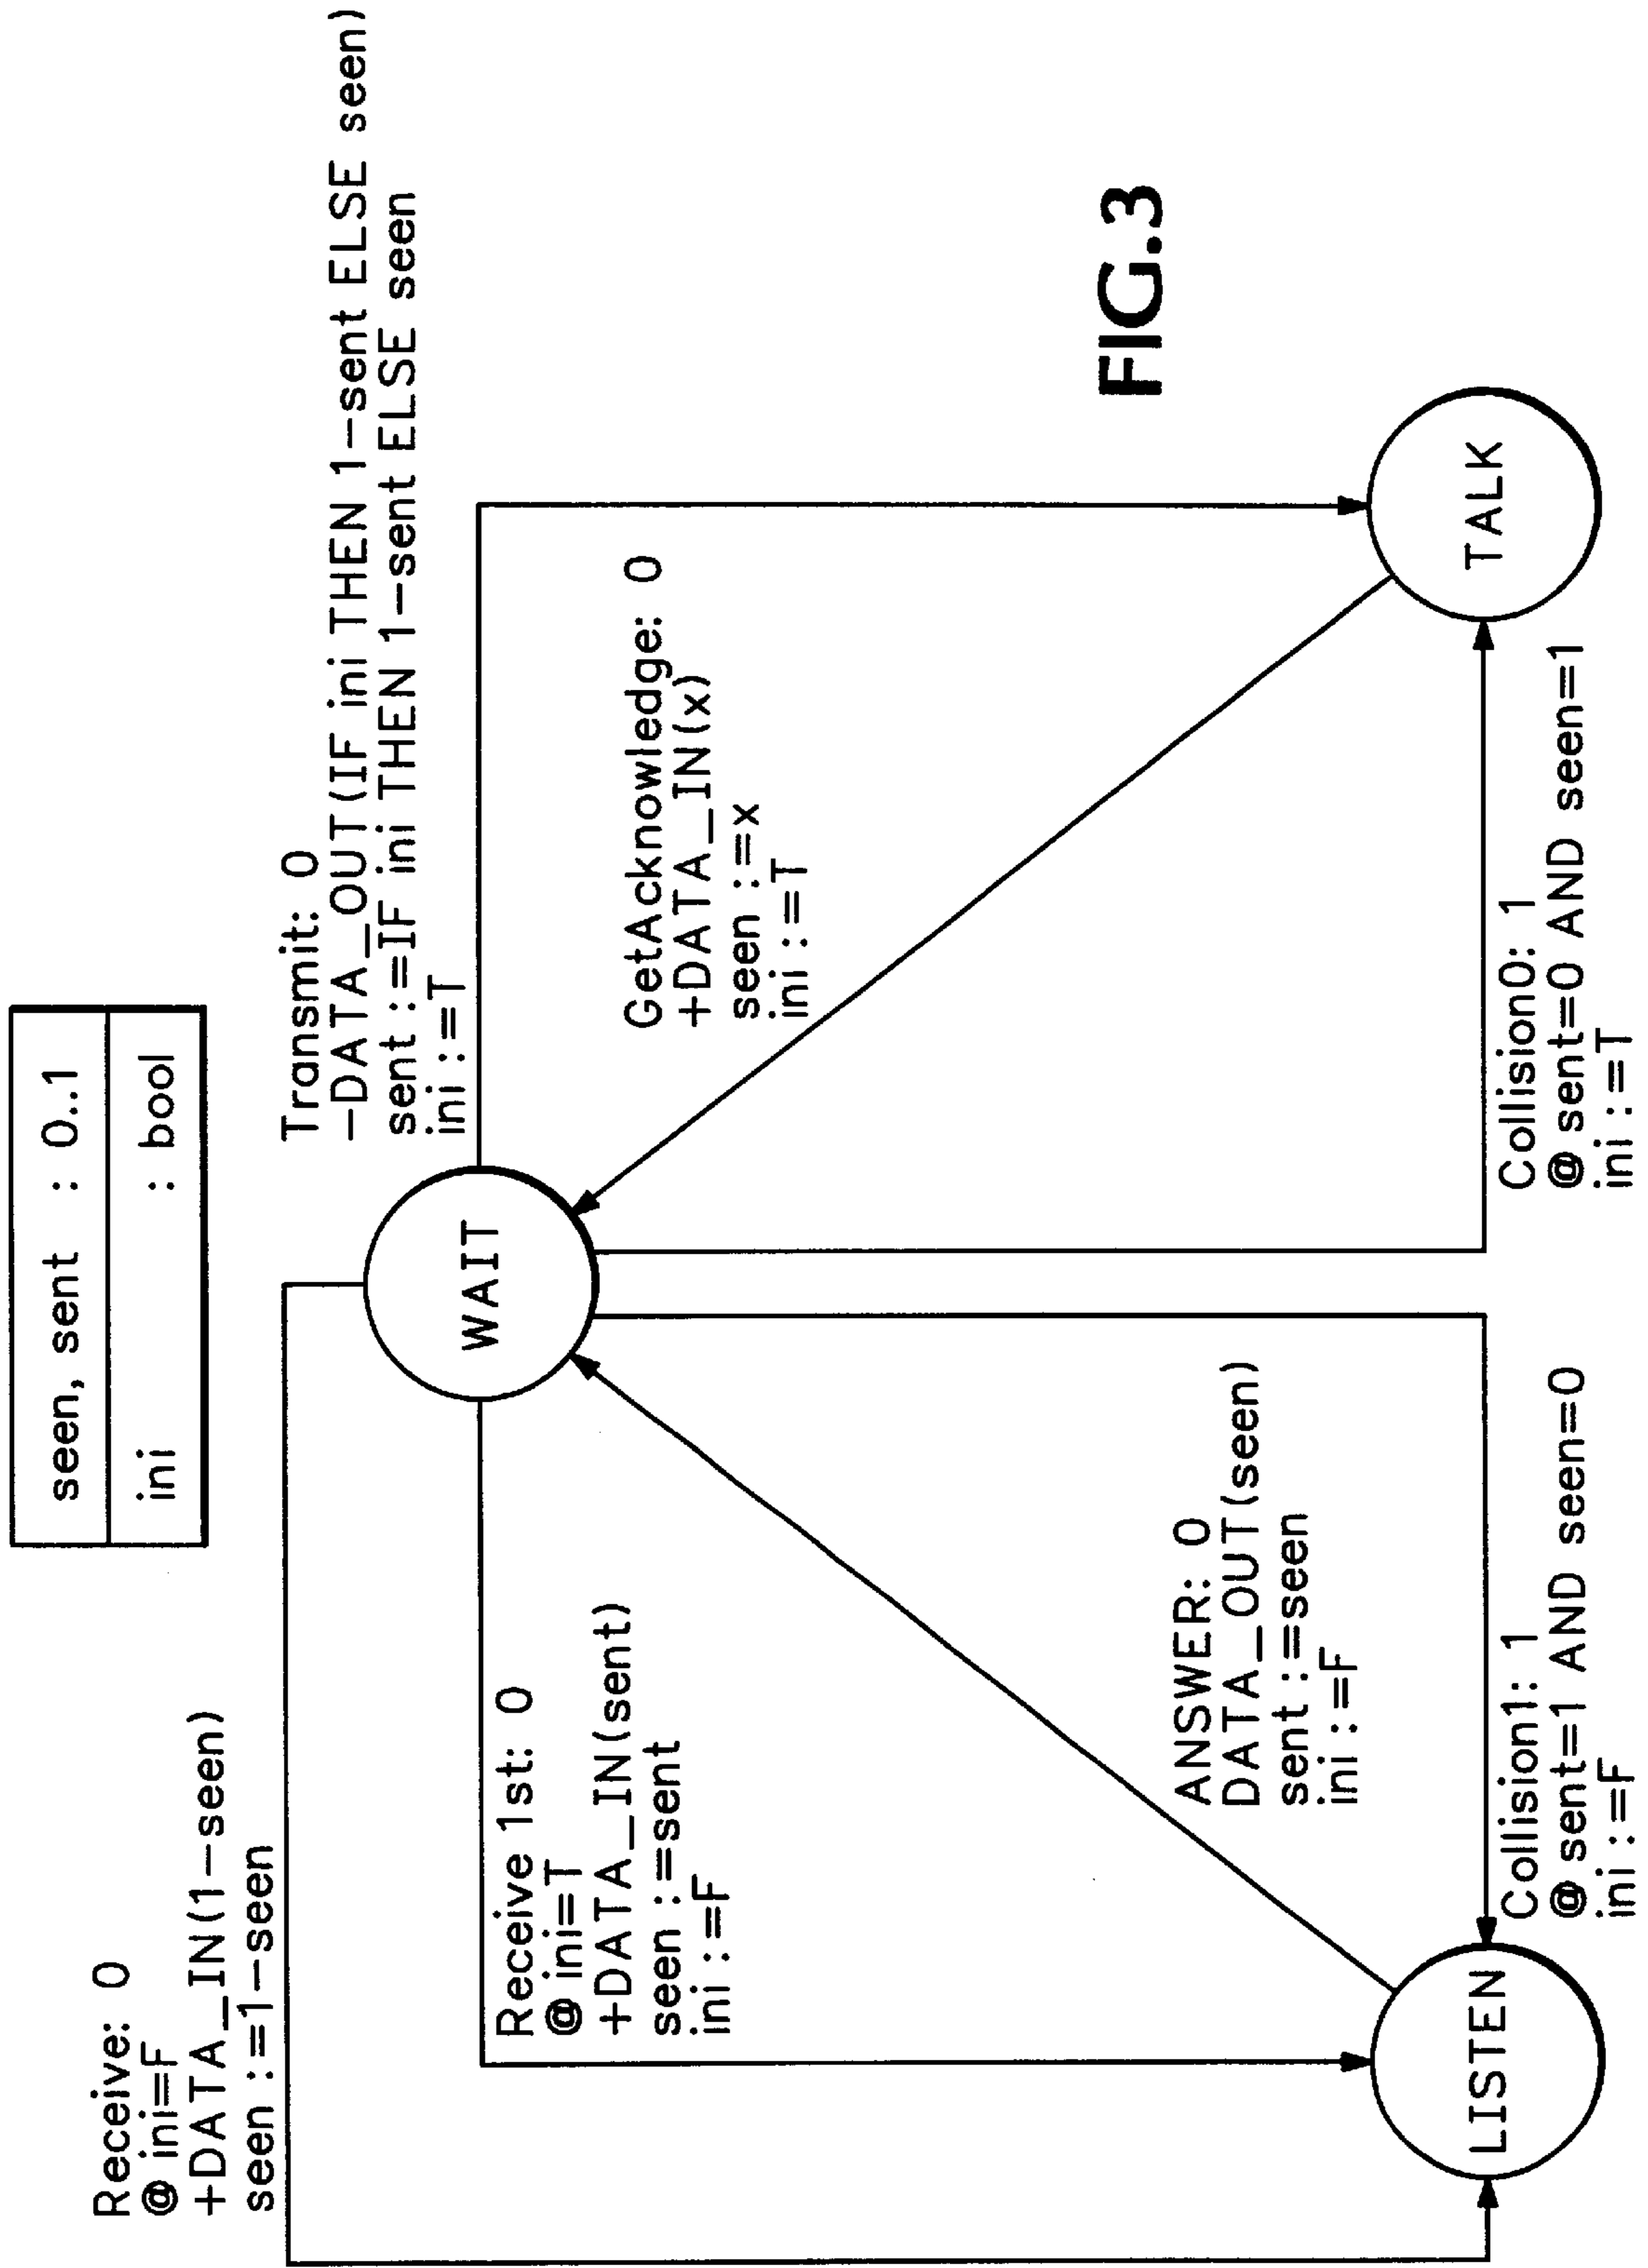 seen, sent : 0..1
ini : bool
Receive: 0
@ ini=F
+DATA_IN(1-seen)
seen :=1-seen
Transmit: 0
-DATA_OUT(IF ini THEN 1-sent ELSE seen)
sent :=IF ini THEN 1-sent ELSE seen
ini :=T
WAIT
Receive 1st: 0
@ ini=T
+DATA_IN(sent)
seen :=sent
ini :=F
GetAcknowledge: 0
+DATA_IN(x)
seen :=x
ini :=T
ANSWER: 0
DATA_OUT(seen)
sent :=seen
ini :=F
LISTEN
TALK
Collision1: 1
@ sent=1 AND seen=0
ini :=F
Collision0: 1
@ sent=0 AND seen=1
ini :=T
FIG.3